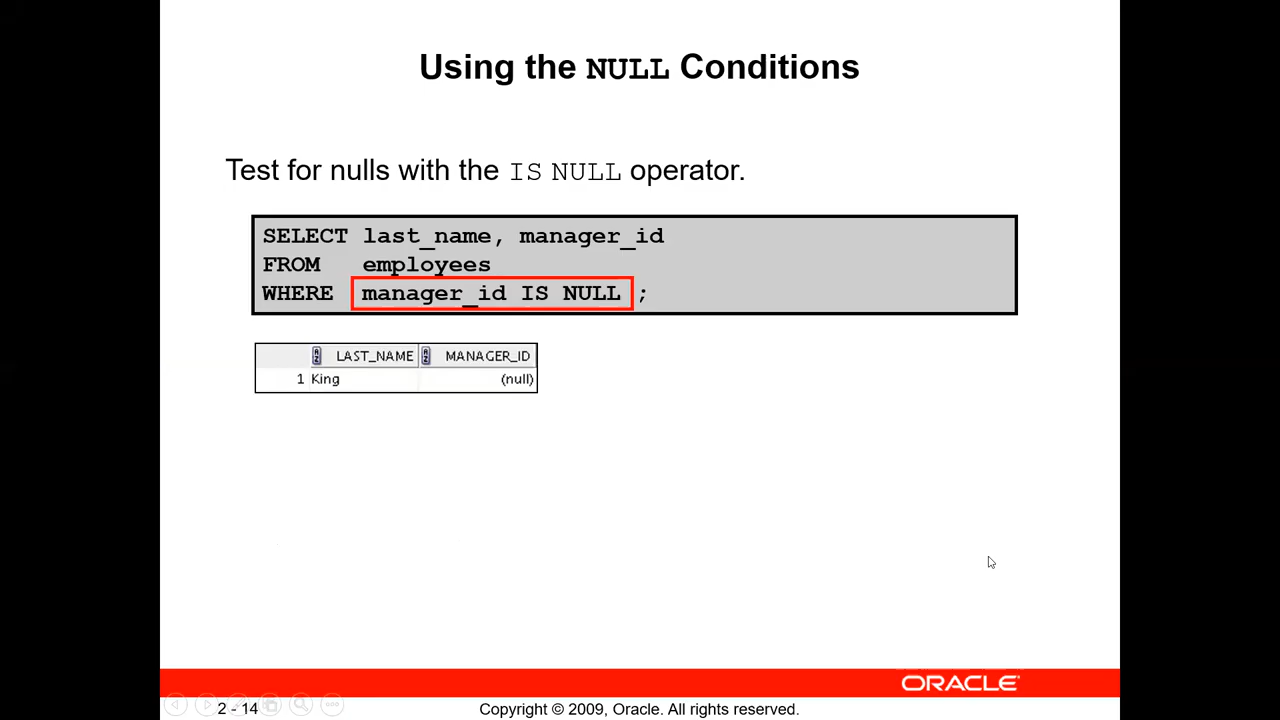 Using the NULL Conditions
Test for nulls with the IS NULL operator.
SELECT last_name, manager_id
FROM employees
WHERE manager_id IS NULL ;
LAST_NAME MANAGER_ID
1 King (null)
ORACLE
2 - 14 Copyright © 2009, Oracle. All rights reserved.